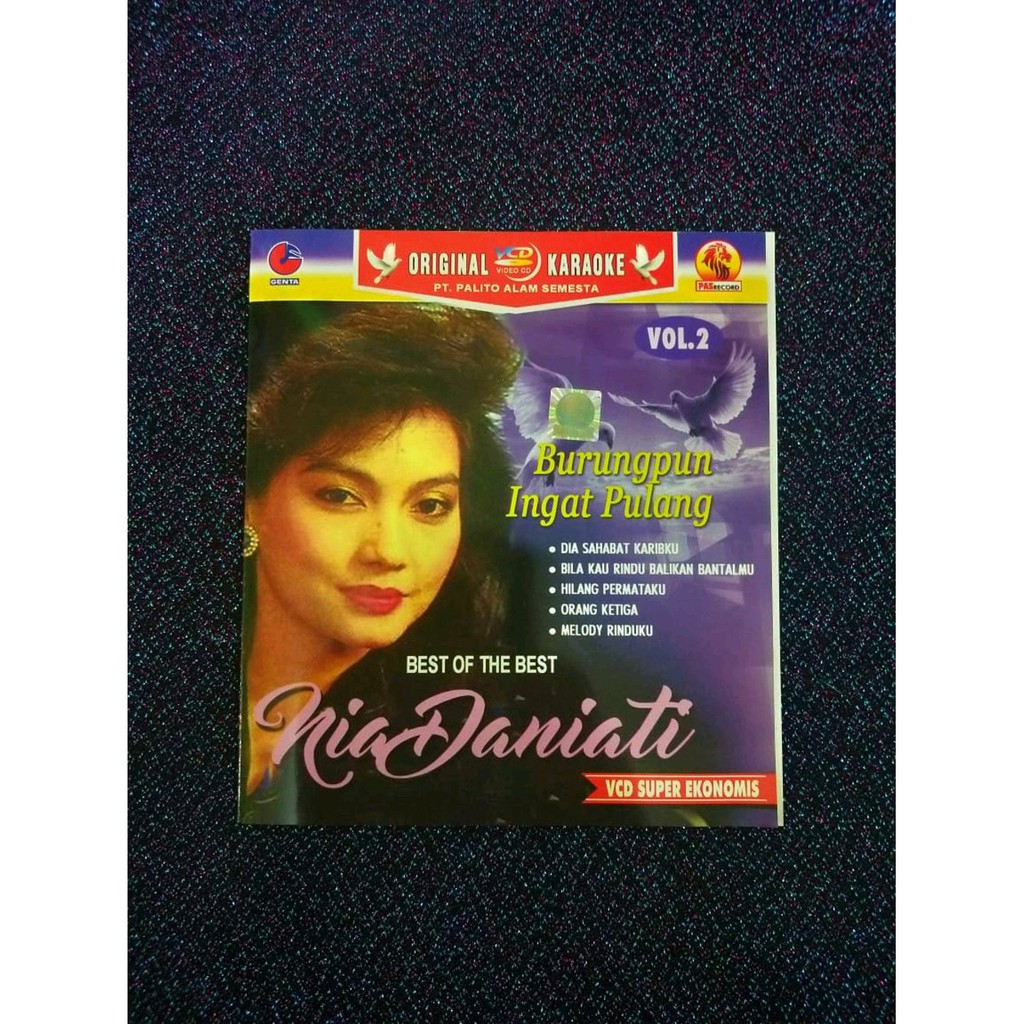 GENTA
ORIGINAL VCD VIDEO CD KARAOKE
PT. PALITO ALAM SEMESTA
PAS RECORD
VOL.2
Burungpun
Ingat Pulang
• DIA SAHABAT KARIBKU
• BILA KAU RINDU BALIKAN BANTALMU
• HILANG PERMATAKU
• ORANG KETIGA
• MELODY RINDUKU
BEST OF THE BEST
Nia Daniati
VCD SUPER EKONOMIS